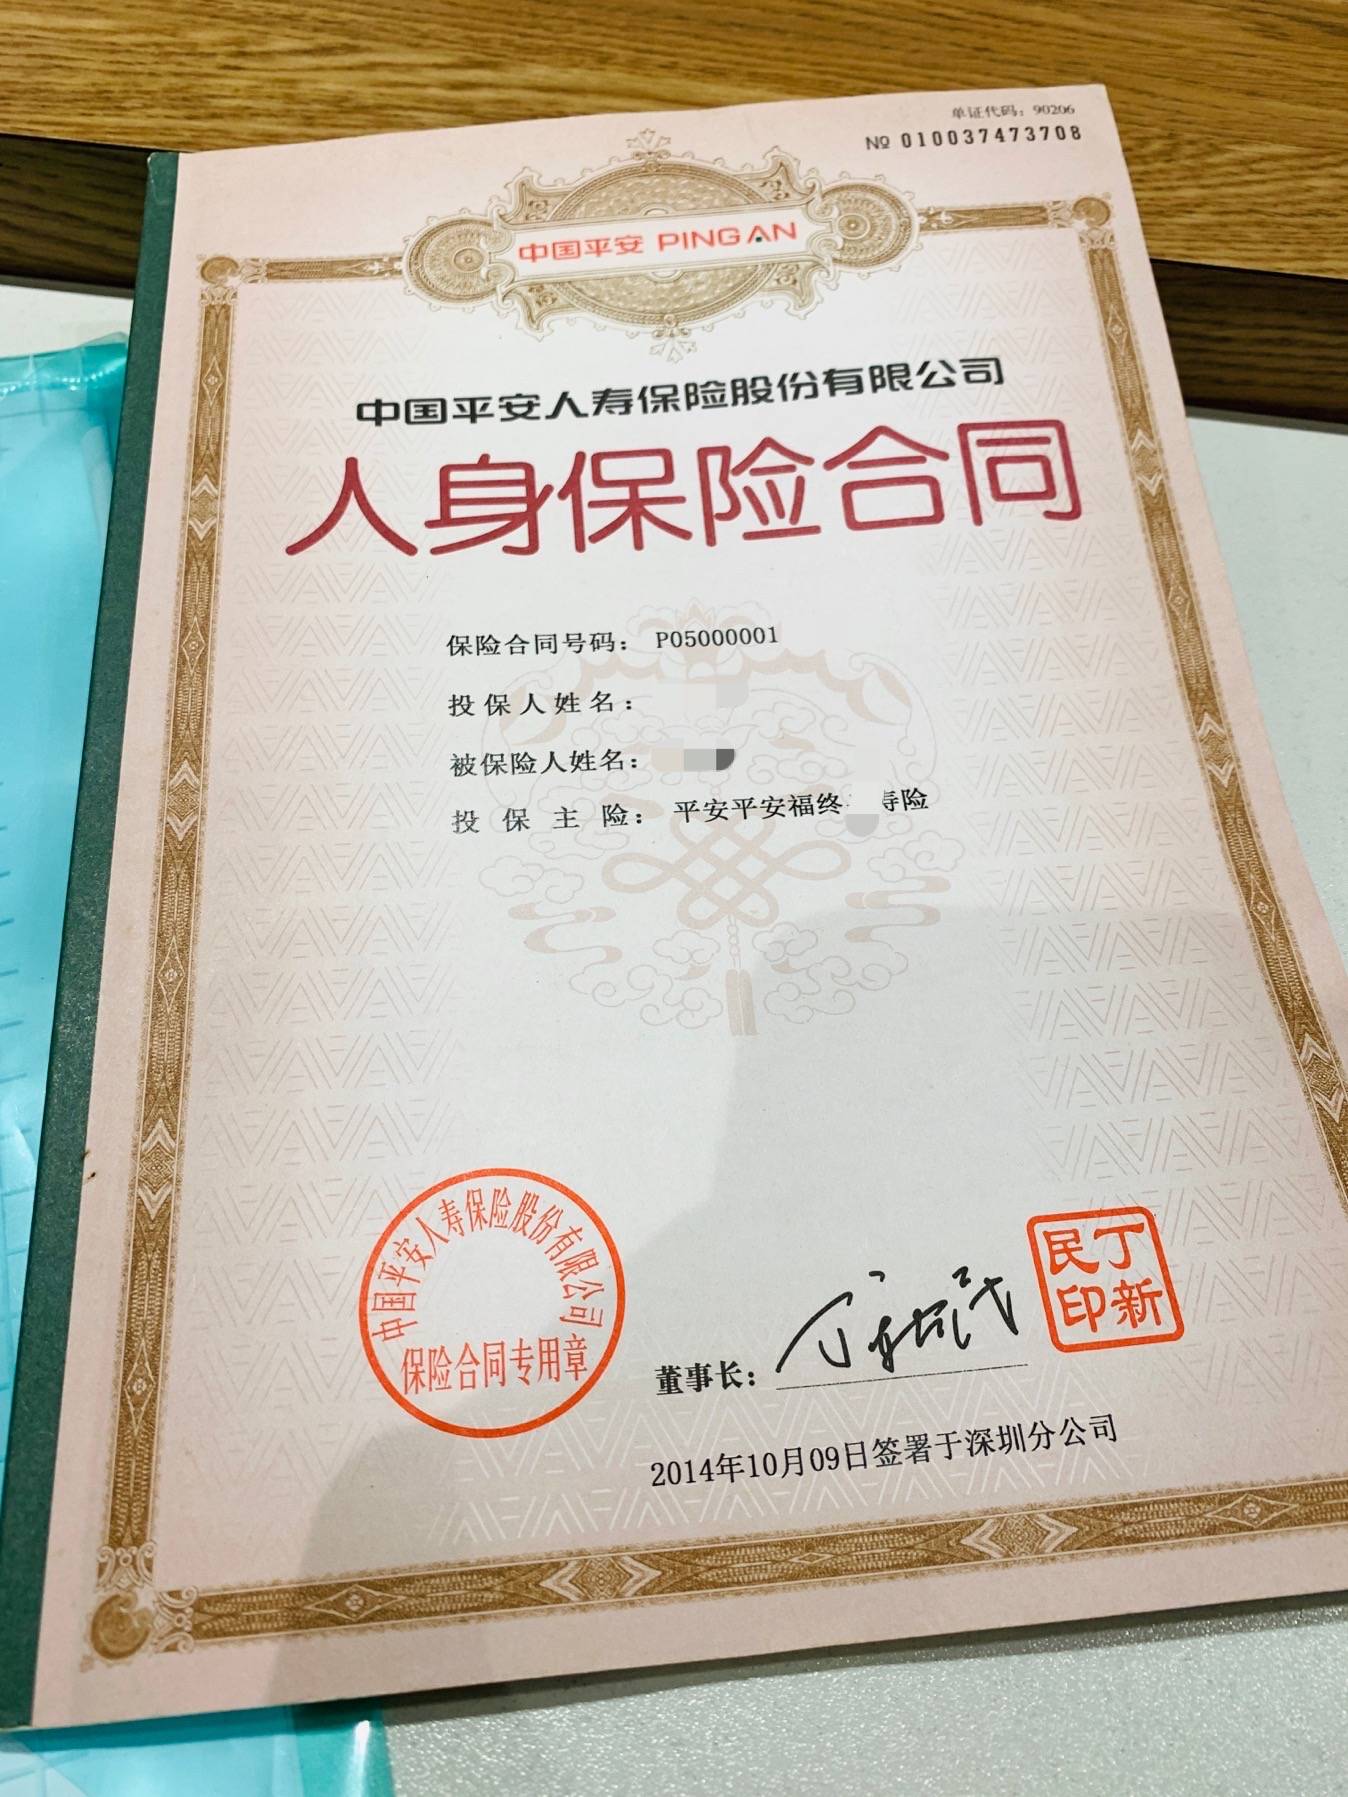 单证代码：90206
№ 010037473708
中国平安 PING AN
中国平安人寿保险股份有限公司
人身保险合同
保险合同号码： P05000001
投保人姓名：
被保险人姓名：
投保主险： 平安平安福终 寿险
中国平安人寿保险股份有限公司
保险合同专用章
董事长：
丁新民印
2014年10月09日签署于深圳分公司